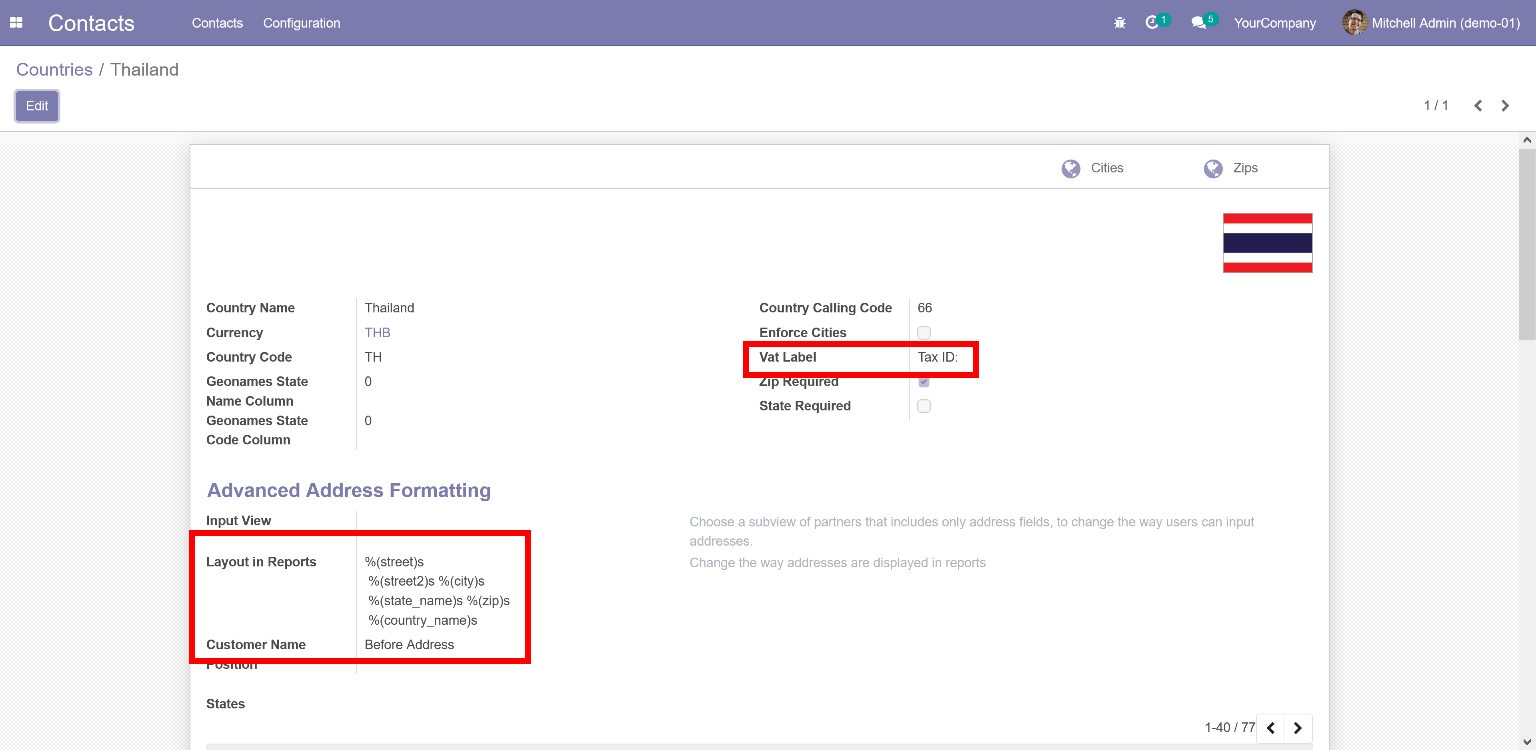 Contacts Contacts Configuration 1 5 YourCompany Mitchell Admin (demo-01)
Countries / Thailand
Edit 1 / 1
Cities Zips
Country Name Thailand Country Calling Code 66
Currency THB Enforce Cities
Country Code TH Vat Label Tax ID:
Geonames State 0 Zip Required
Name Column State Required
Geonames State 0
Code Column
Advanced Address Formatting
Input View Choose a subview of partners that includes only address fields, to change the way users can input
addresses.
Layout in Reports %(street)s Change the way addresses are displayed in reports
%(street2)s %(city)s
%(state_name)s %(zip)s
%(country_name)s
Customer Name Before Address
Position
States
1-40 / 77